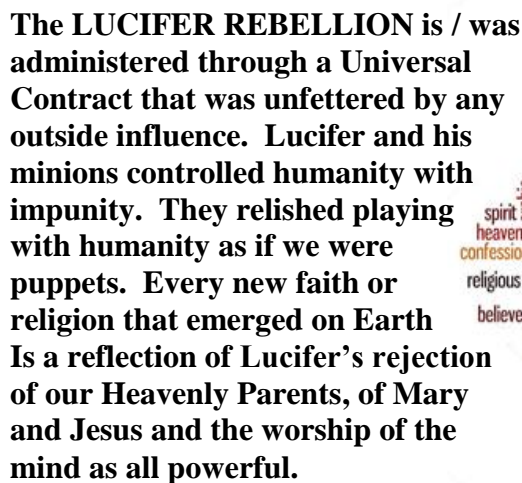 The LUCIFER REBELLION is / was
administered through a Universal
Contract that was unfettered by any
outside influence.  Lucifer and his
minions controlled humanity with
impunity.  They relished playing
with humanity as if we were
puppets.  Every new faith or
religion that emerged on Earth
Is a reflection of Lucifer’s rejection
of our Heavenly Parents, of Mary
and Jesus and the worship of the
mind as all powerful.
spirit
heaven
confessio
religious
believe